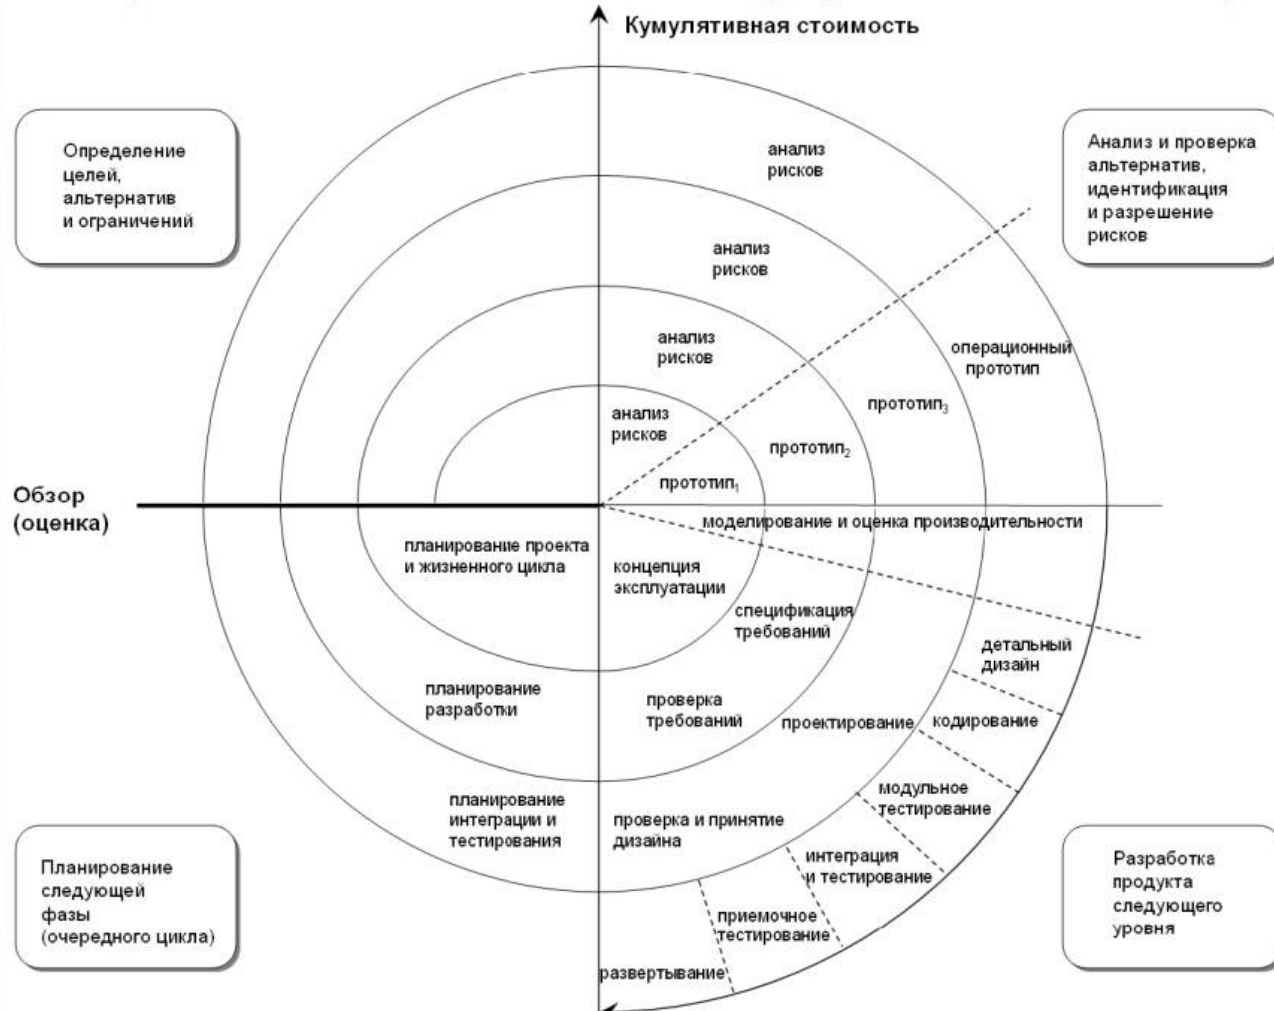 Кумулятивная стоимость
Определение
целей,
альтернатив
и ограничений
Анализ и проверка
альтернатив,
идентификация
и разрешение
рисков
анализ
рисков
анализ
рисков
анализ
рисков
анализ
рисков
операционный
прототип
прототип3
прототип2
прототип1
Обзор
(оценка)
моделирование и оценка производительности
планирование проекта
и жизненного цикла
концепция
эксплуатации
спецификация
требований
детальный
дизайн
планирование
разработки
проверка
требований
проектирование
кодирование
модульное
тестирование
планирование
интеграции и
тестирования
проверка и принятие
дизайна
интеграция
и тестирование
приемочное
тестирование
развертывание
Планирование
следующей
фазы
(очередного цикла)
Разработка
продукта
следующего
уровня